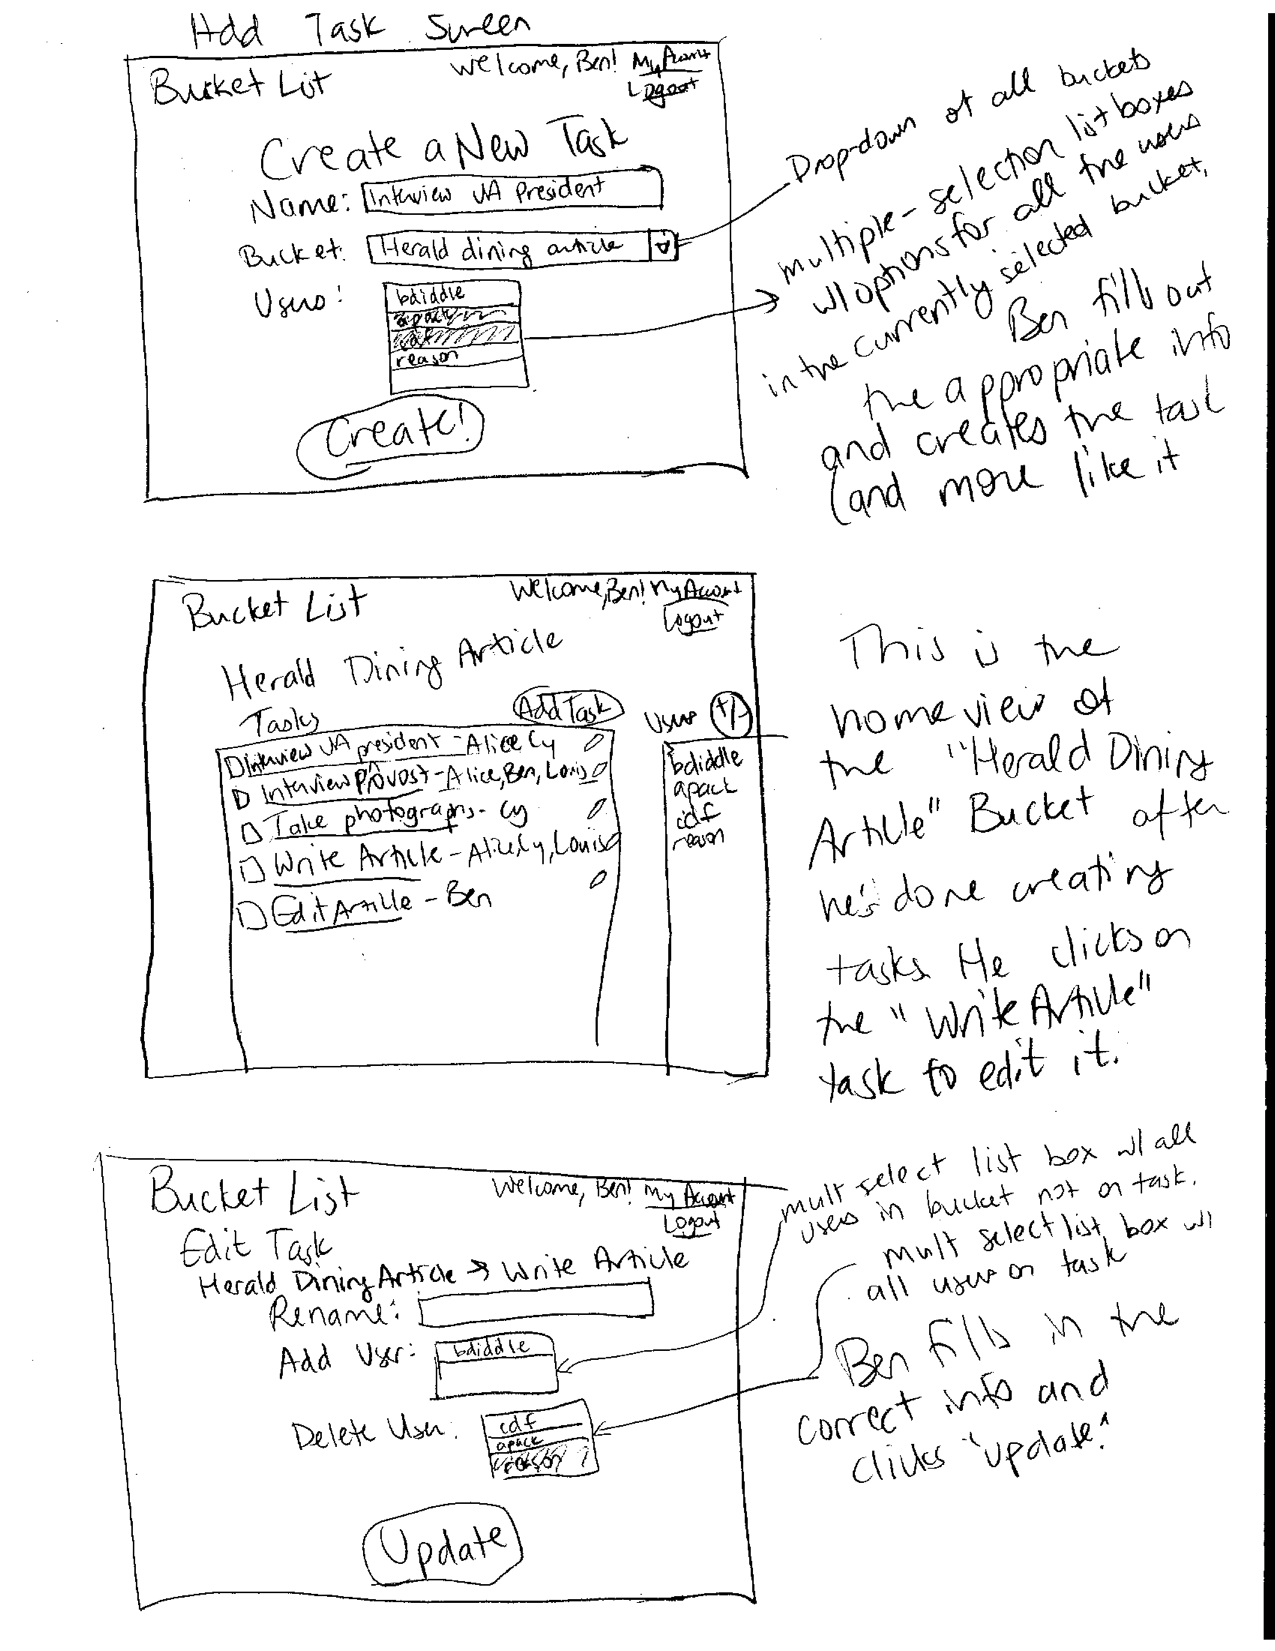 Add Task Screen
Bucket List
Welcome, Ben! My Account
Logout
Create a New Task
Name: Interview UA President
Bucket: Herald dining article
Users:
bdiddle
apack
cdf
reason
Create!
Drop-down of all buckets
multiple-selection list boxes
w/ options for all the users
in the currently selected bucket.
Ben fills out
the appropriate info
and creates the task
(and more like it
Bucket List
Welcome, Ben! My Account
Logout
Herald Dining Article
Tasks
Add Task
Users +/-
Interview UA president - Alice Cy
Interview Provost - Alice, Ben, Louis
Take photographs - Cy
Write Article - Alice, Cy, Louis
Edit Article - Ben
bdiddle
apack
cdf
reason
This is the
home view of
the "Herald Dining
Article" Bucket after
he's done creating
tasks. He clicks on
the "Write Article"
task to edit it.
Bucket List
Welcome, Ben! My Account
Logout
Edit Task
Herald Dining Article → Write Article
Rename:
Add User:
bdiddle
Delete User:
cdf
apack
reason
Update
mult select list box w/ all
users in bucket not on task.
mult select list box w/
all users on task
Ben fills in the
correct info and
clicks "update."